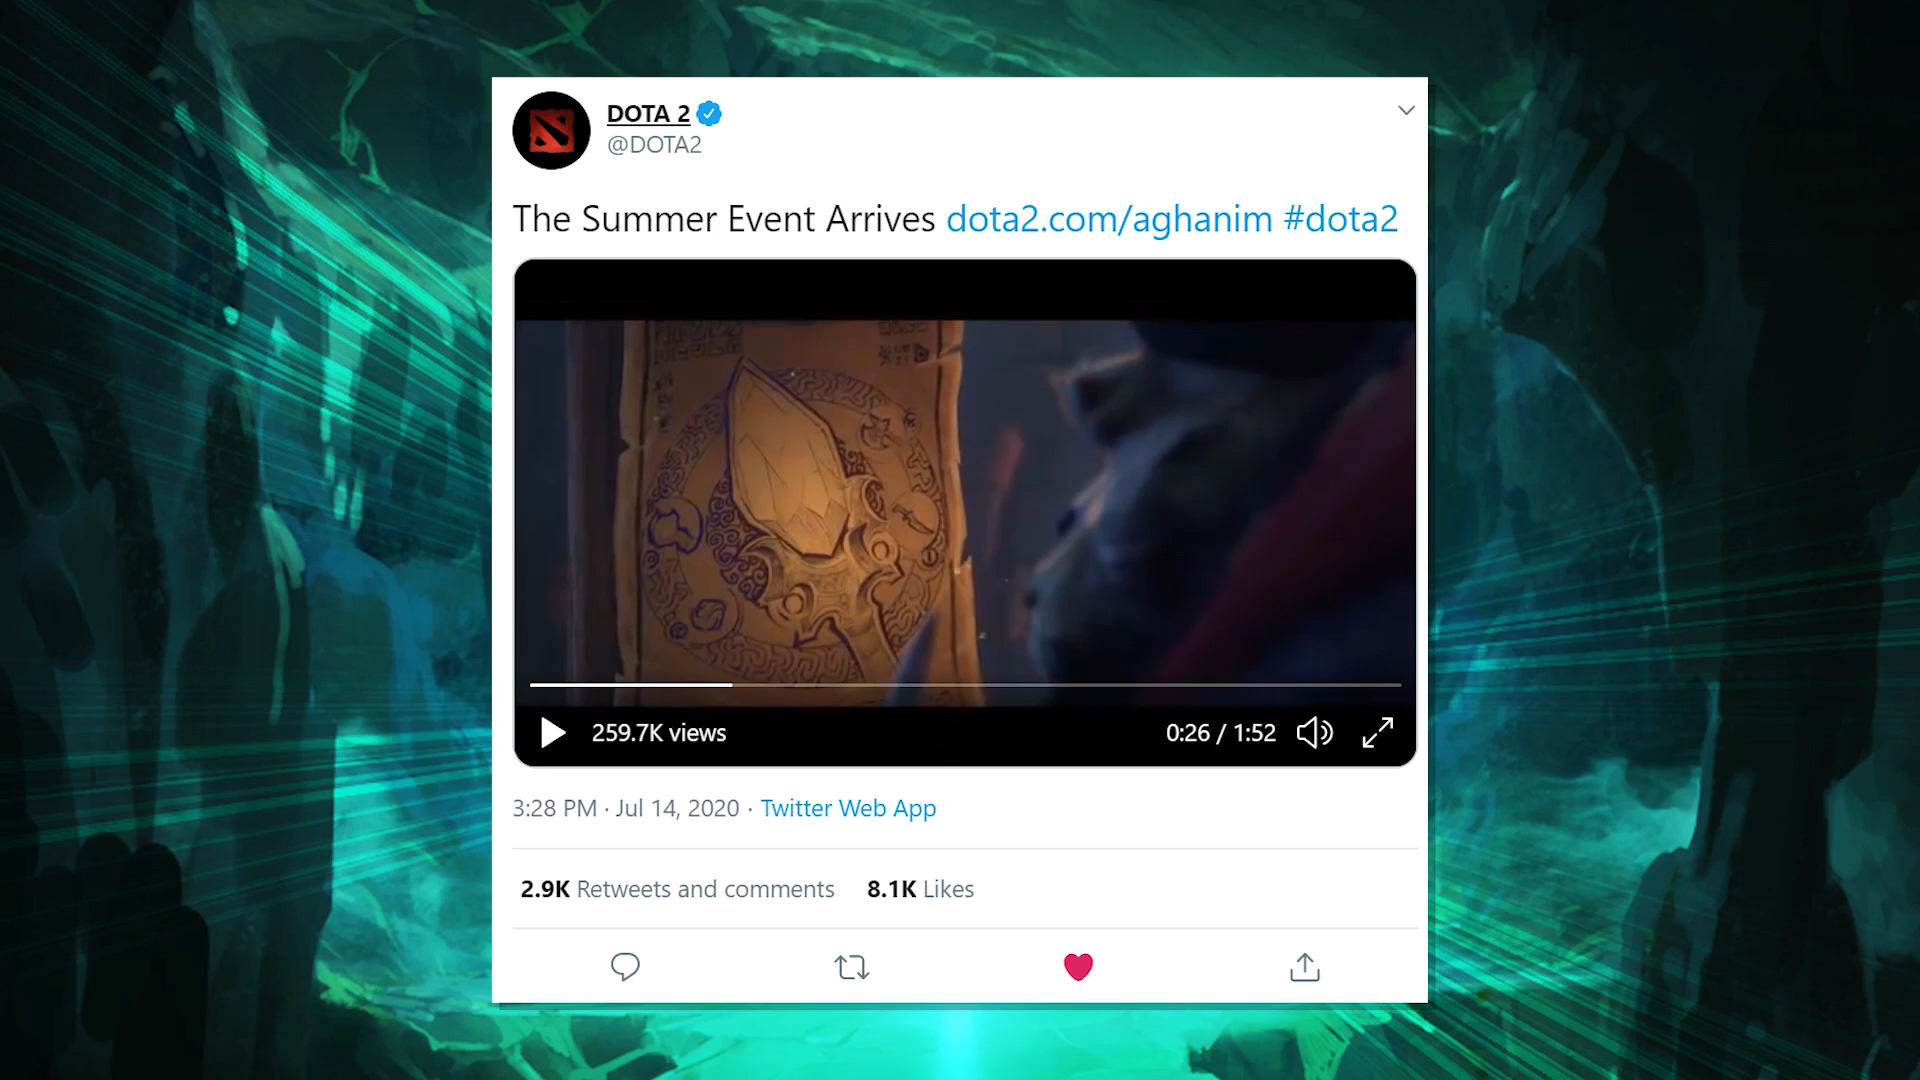 DOTA 2
@DOTA2
The Summer Event Arrives dota2.com/aghanim #dota2
259.7K views
0:26 / 1:52
3:28 PM · Jul 14, 2020 · Twitter Web App
2.9K Retweets and comments 8.1K Likes